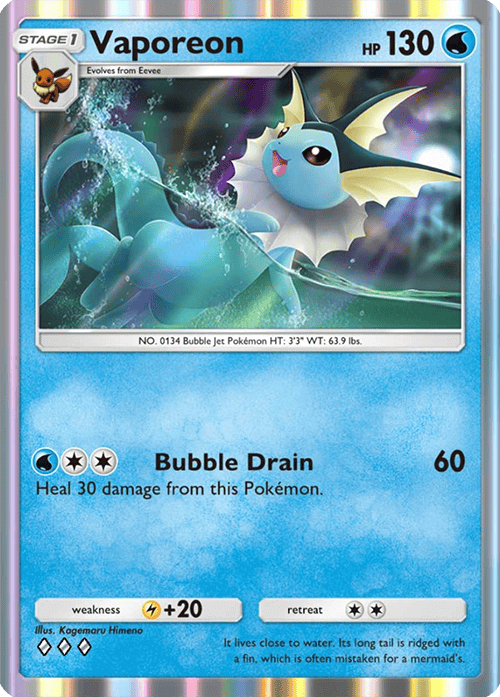 STAGE 1 Vaporeon HP 130
Evolves from Eevee
NO. 0134 Bubble Jet Pokémon HT: 3'3" WT: 63.9 lbs.
Bubble Drain 60
Heal 30 damage from this Pokémon.
weakness +20 retreat
Illus. Kagemaru Himeno
It lives close to water. Its long tail is ridged with
a fin, which is often mistaken for a mermaid's.